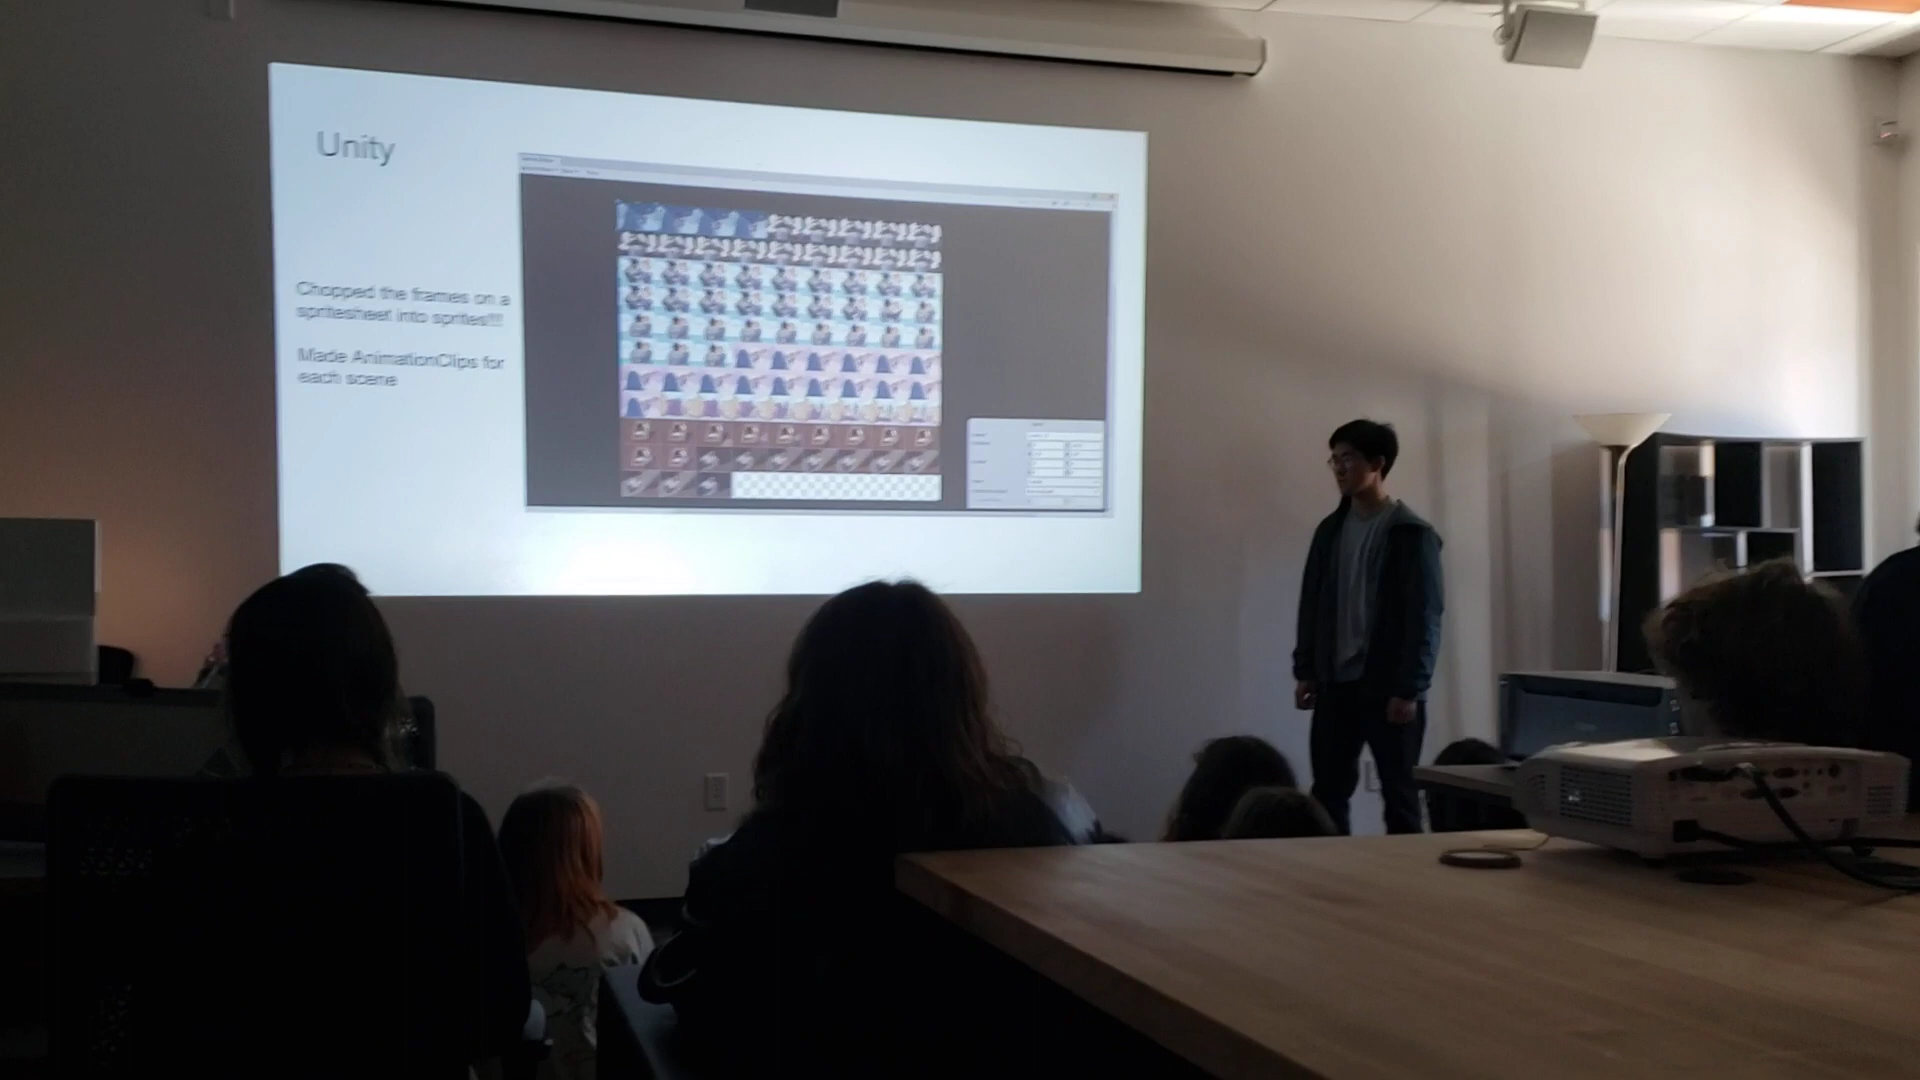 Unity
Chopped the frames on a
spritesheet into sprites!!!!
Made AnimationClips for
each scene